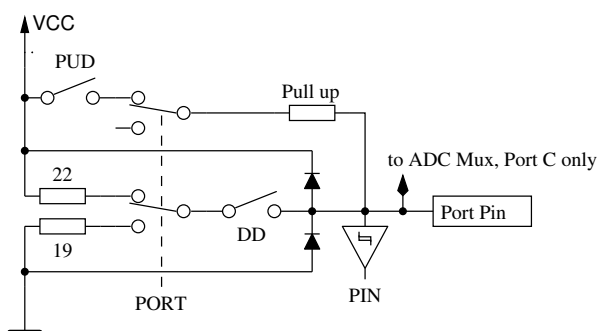 VCC
PUD
Pull up
to ADC Mux, Port C only
22
Port Pin
19
DD
PORT
PIN